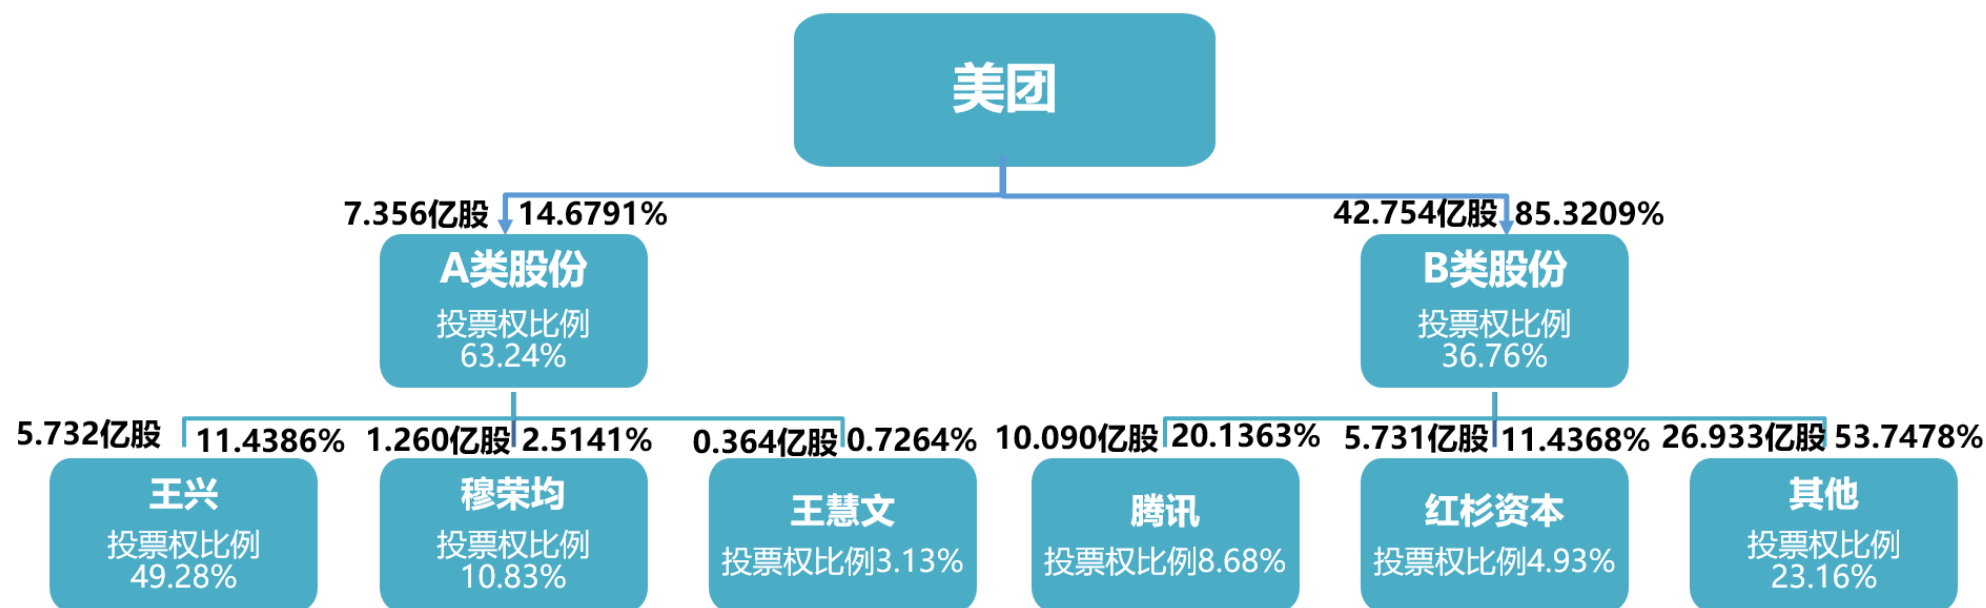 美团
7.356亿股 14.6791%
42.754亿股 85.3209%
A类股份
投票权比例
63.24%
B类股份
投票权比例
36.76%
5.732亿股 11.4386%
1.260亿股 2.5141%
0.364亿股 0.7264%
10.090亿股 20.1363%
5.731亿股 11.4368%
26.933亿股 53.7478%
王兴
投票权比例
49.28%
穆荣均
投票权比例
10.83%
王慧文
投票权比例3.13%
腾讯
投票权比例8.68%
红杉资本
投票权比例4.93%
其他
投票权比例
23.16%